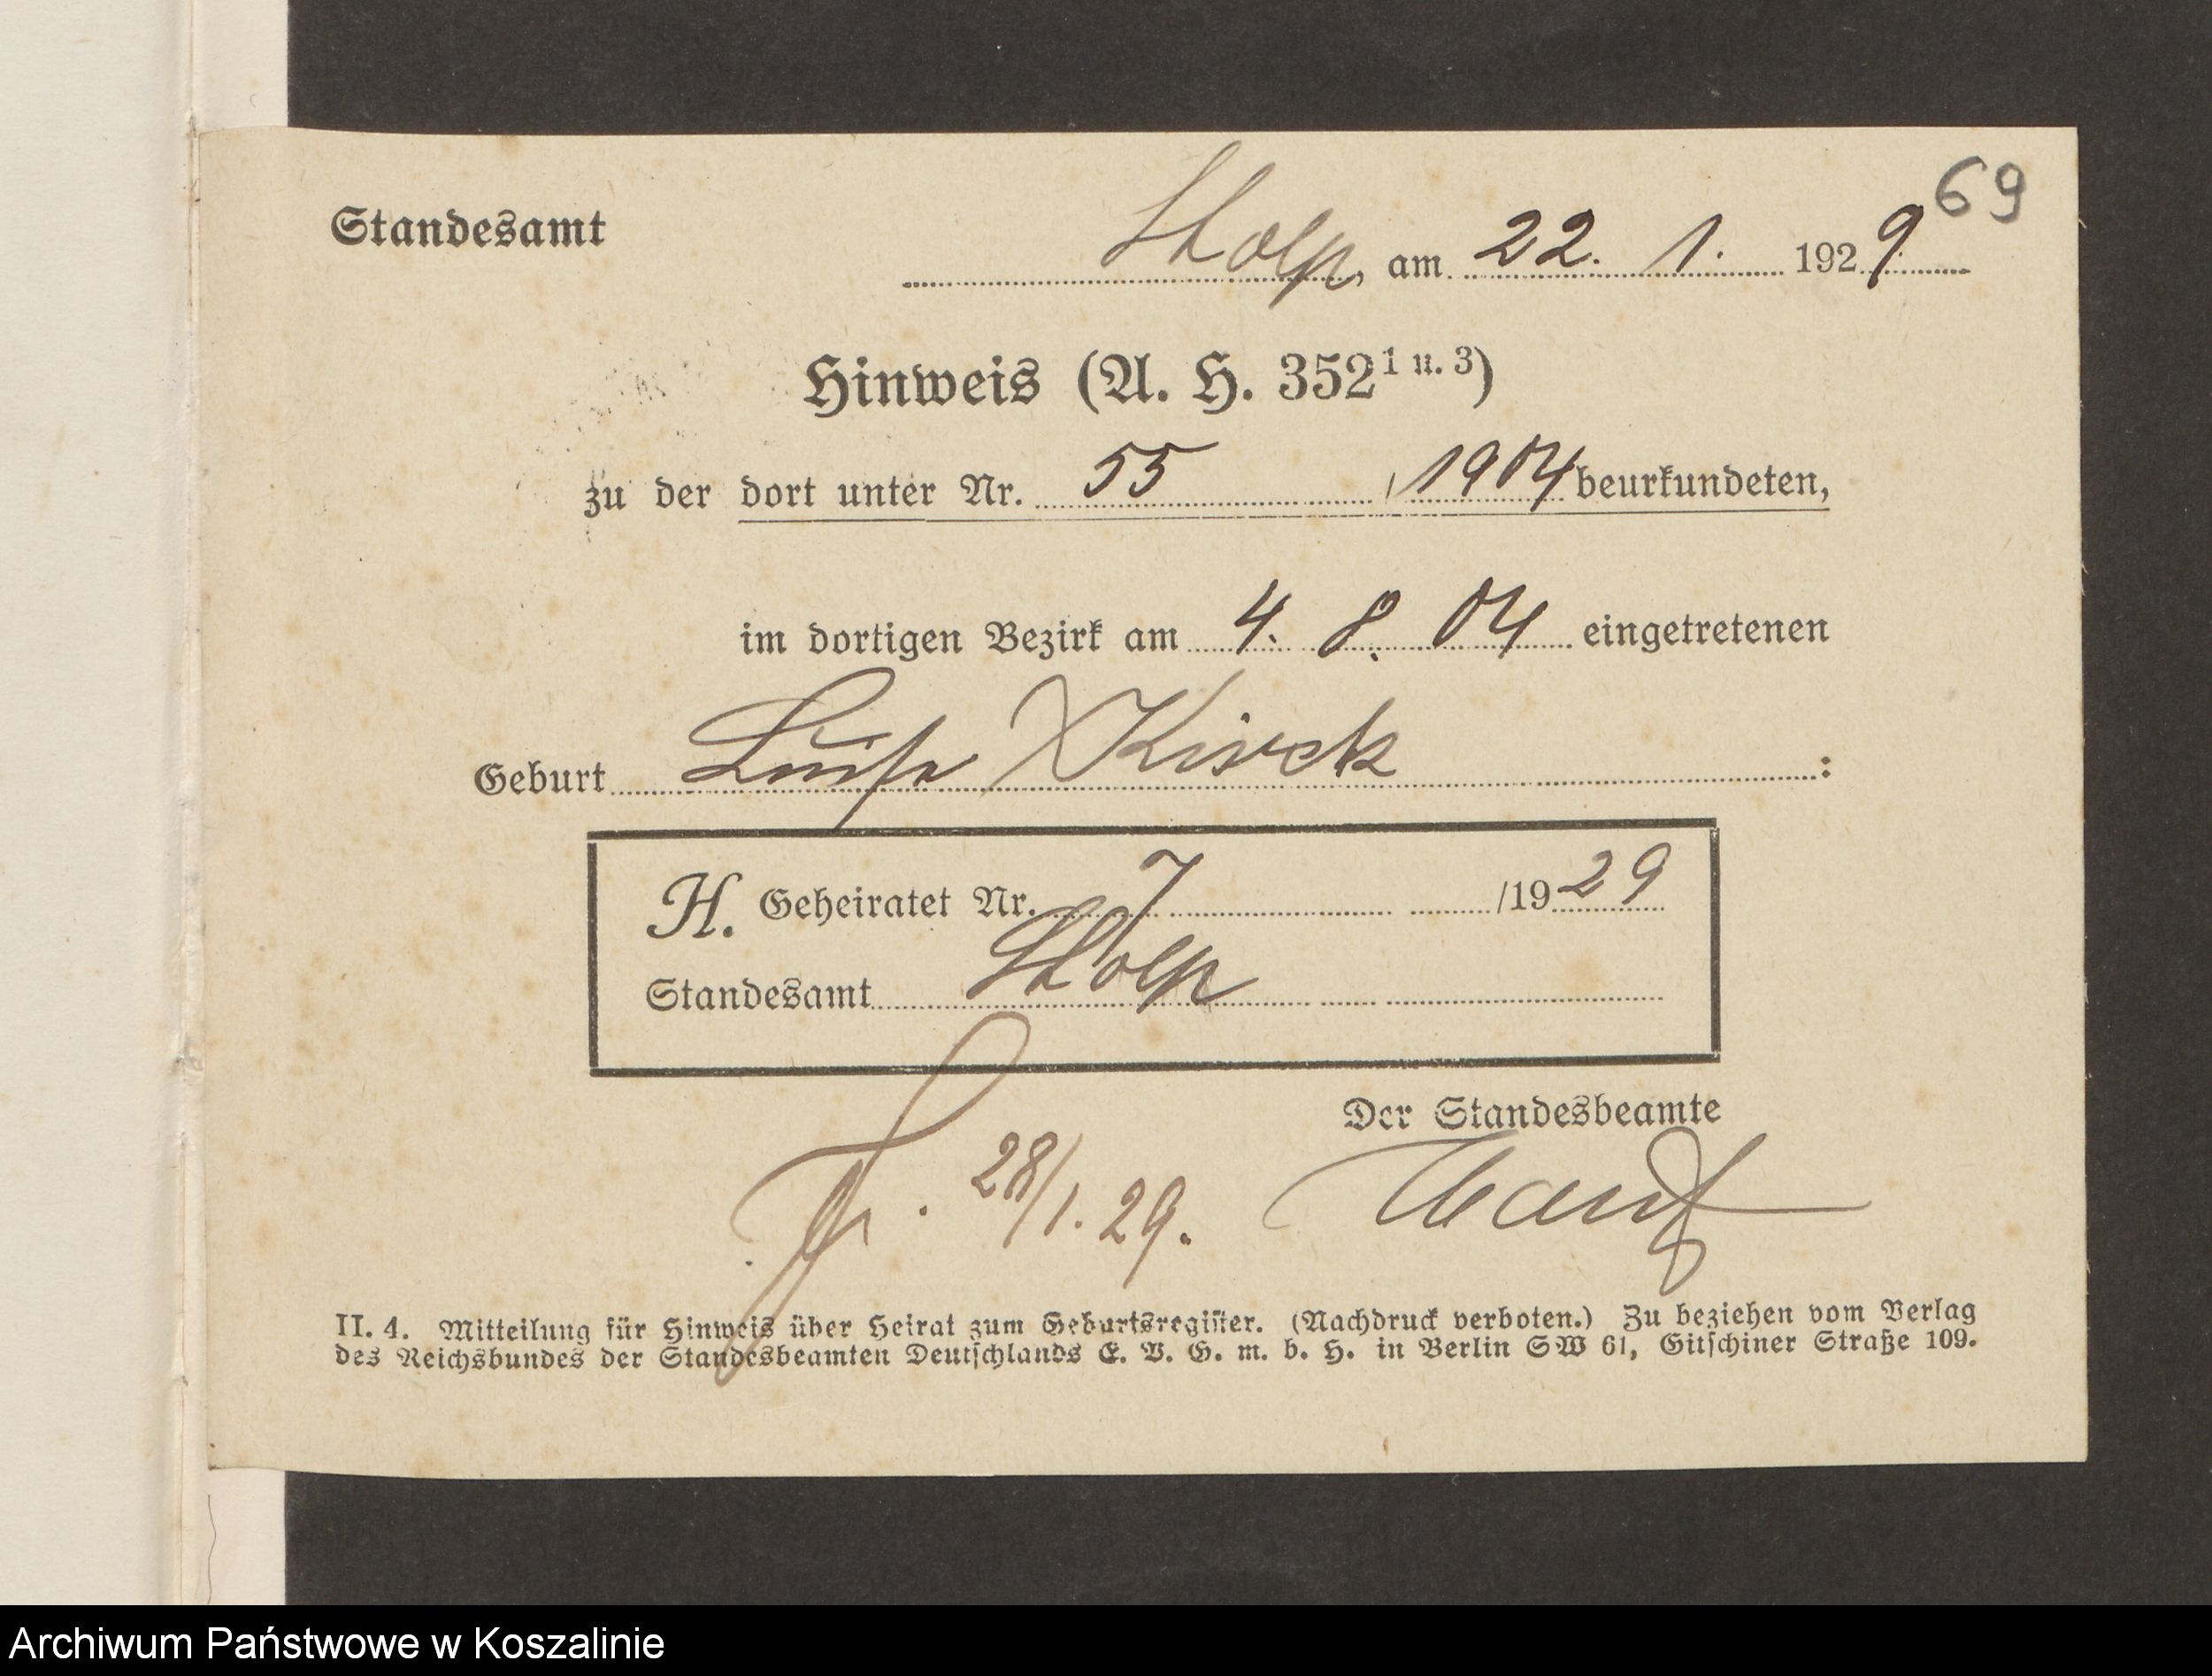 69
Standesamt
Stolp, am 22. 1. 1929.
Hinweis (A. H. 352 1 u. 3)
zu der dort unter Nr. 55 / 1904 beurkundeten,
im dortigen Bezirk am 4. 8. 04 eingetretenen
Geburt Luise Kirck :
H. Geheiratet Nr. 7 /1929
Standesamt Stolp
Der Standesbeamte
28/1. 29.
II. 4. Mitteilung für Hinweis über Heirat zum Geburtsregister. (Nachdruck verboten.) Zu beziehen vom Verlag
des Reichsbundes der Standesbeamten Deutschlands E. V. G. m. b. H. in Berlin SW 61, Gitschiner Straße 109.
Archiwum Państwowe w Koszalinie